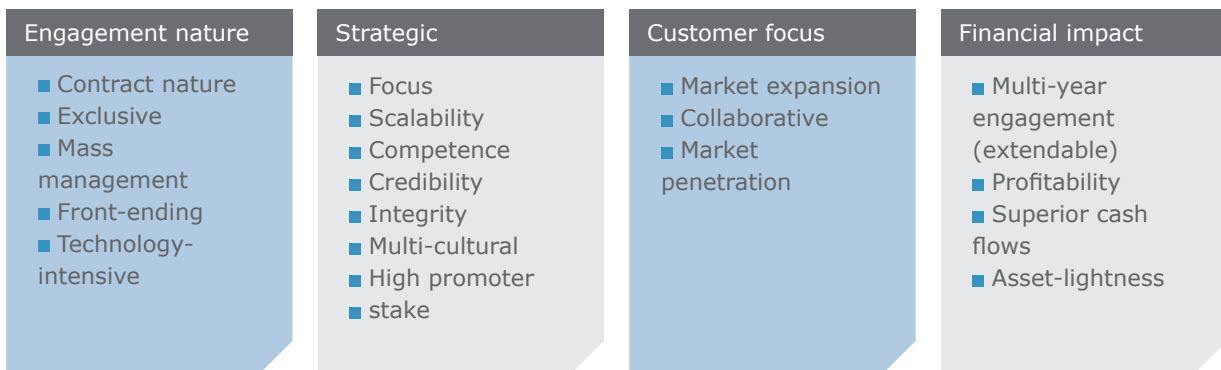 Engagement nature
Contract nature
Exclusive
Mass
management
Front-ending
Technology-
intensive
Strategic
Focus
Scalability
Competence
Credibility
Integrity
Multi-cultural
High promoter
stake
Customer focus
Market expansion
Collaborative
Market
penetration
Financial impact
Multi-year
engagement
(extendable)
Profitability
Superior cash
flows
Asset-lightness